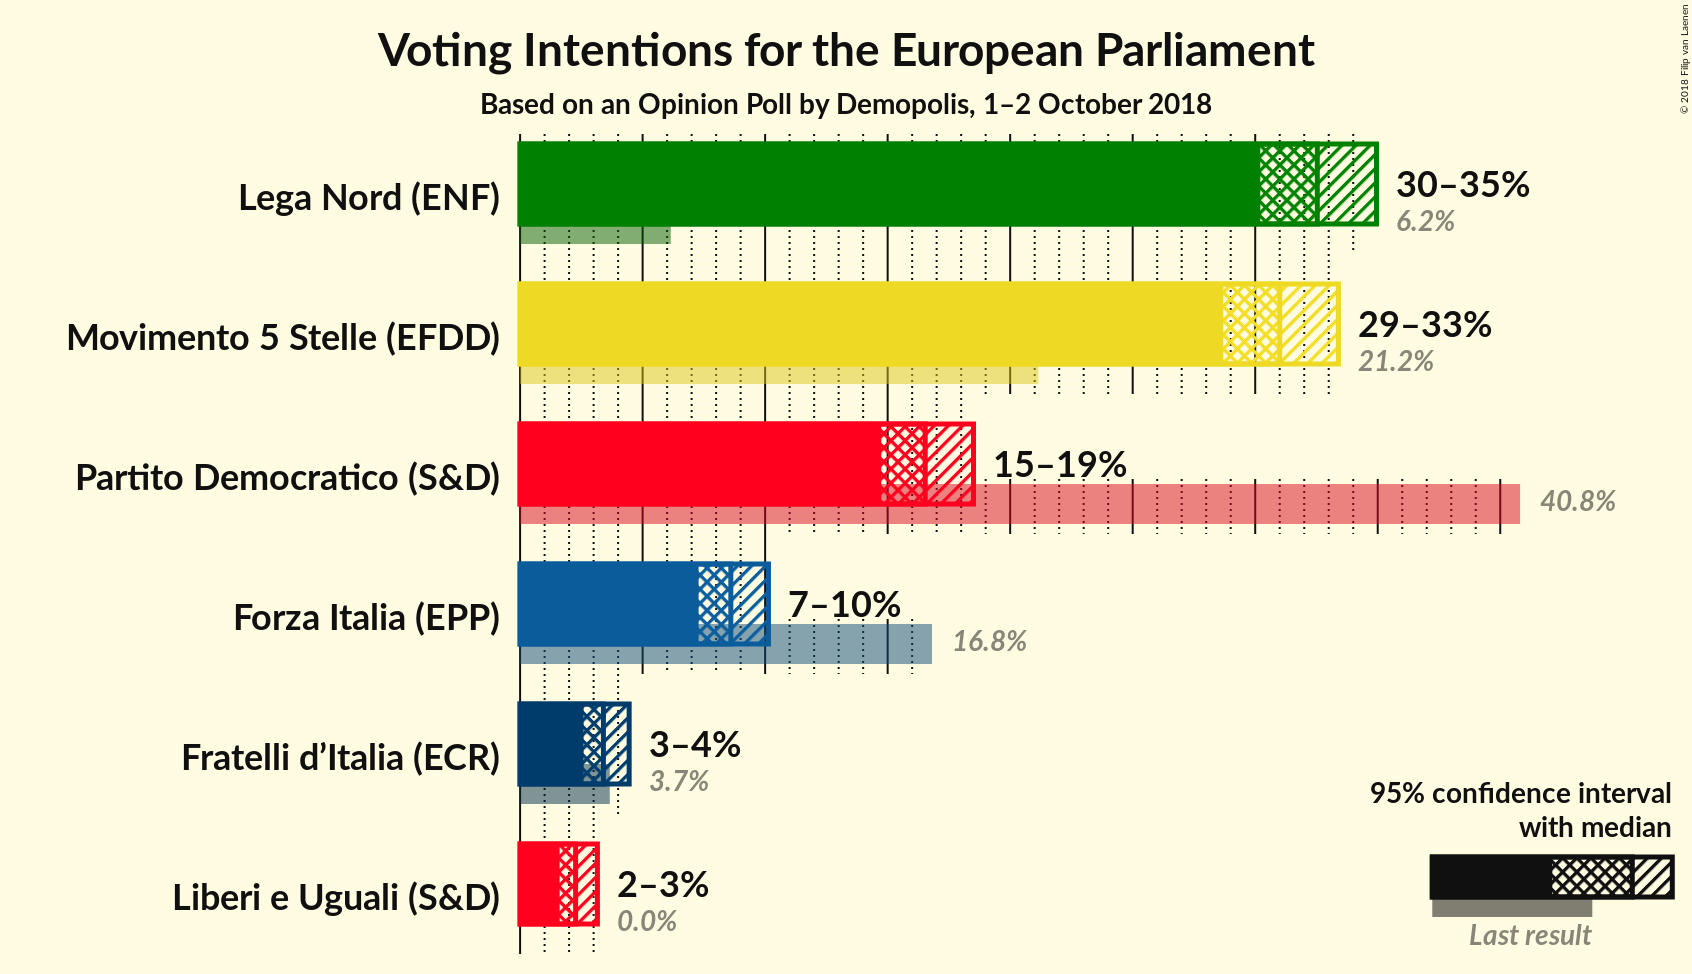 Voting Intentions for the European Parliament
Based on an Opinion Poll by Demopolis, 1–2 October 2018
© 2018 Filip van Laenen
Lega Nord (ENF)
30–35%
6.2%
Movimento 5 Stelle (EFDD)
29–33%
21.2%
Partito Democratico (S&D)
15–19%
40.8%
Forza Italia (EPP)
7–10%
16.8%
Fratelli d’Italia (ECR)
3–4%
3.7%
Liberi e Uguali (S&D)
2–3%
0.0%
95% confidence interval
with median
Last result